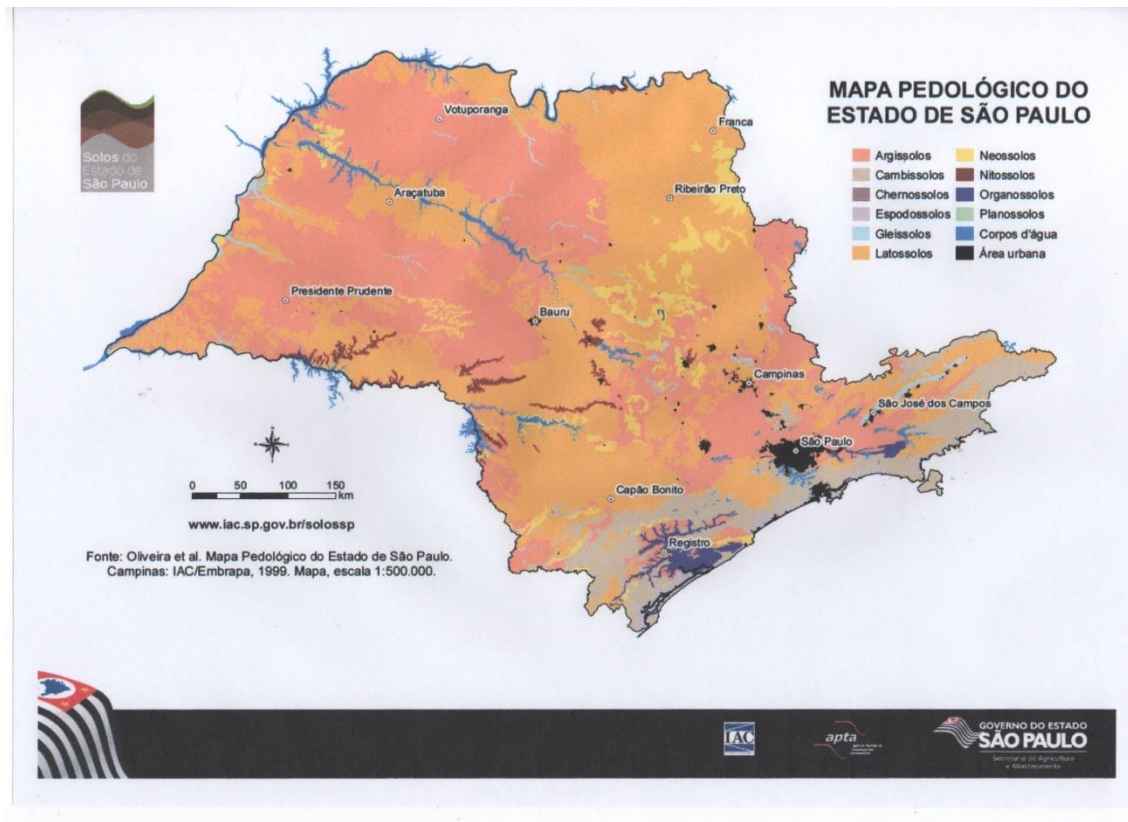 MAPA PEDOLÓGICO DO
ESTADO DE SÃO PAULO
Solos do
Estado de
São Paulo
Argissolos
Cambissolos
Chernossolos
Espodossolos
Gleissolos
Latossolos
Neossolos
Nitossolos
Organossolos
Planossolos
Corpos d'água
Área urbana
Votuporanga
Franca
Araçatuba
Ribeirão Preto
Presidente Prudente
Bauru
Campinas
São José dos Campos
São Paulo
Capão Bonito
Registro
0 50 100 150
km
www.iac.sp.gov.br/solossp
Fonte: Oliveira et al. Mapa Pedológico do Estado de São Paulo.
Campinas: IAC/Embrapa, 1999. Mapa, escala 1:500.000.
IAC
apta
GOVERNO DO ESTADO
SÃO PAULO
Secretaria de Agricultura
e Abastecimento